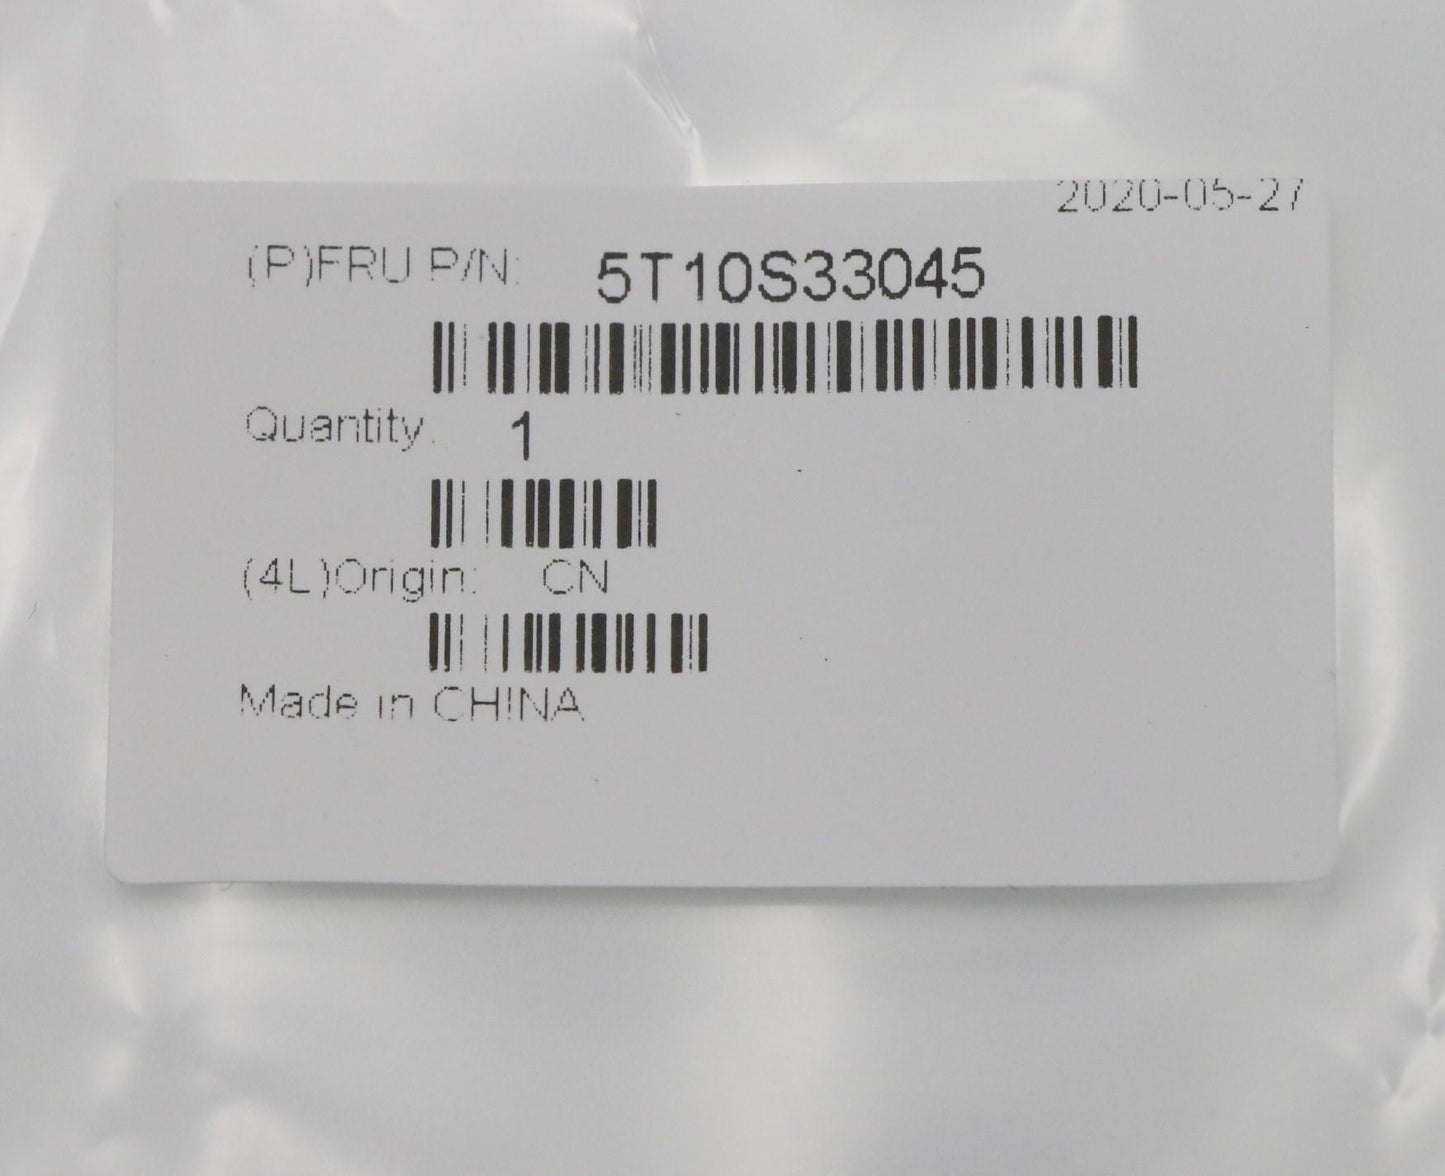 2020-05-27
(P)FRU P/N: 5T10S33045
Quantity: 1
(4L)Origin: CN
Made in CHINA